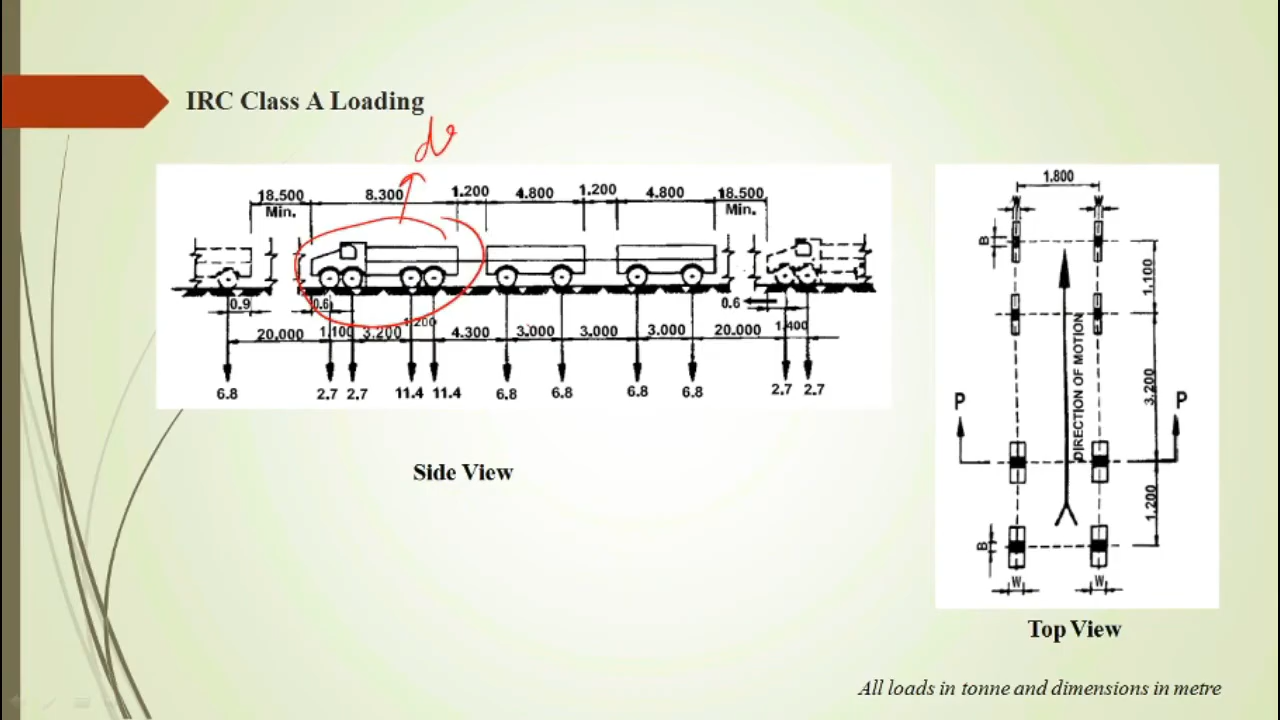 IRC Class A Loading
18.500 8.300 1.200 4.800 1.200 4.800 18.500
Min. Min.
0.9 0.6 0.6
20.000 1.100 3.200 1.200 4.300 3.000 3.000 3.000 20.000 1.400
6.8 2.7 2.7 11.4 11.4 6.8 6.8 6.8 6.8 2.7 2.7
Side View
1.800
W W
B
1.100
DIRECTION OF MOTION
3.200
P P
1.200
B
W W
Top View
All loads in tonne and dimensions in metre